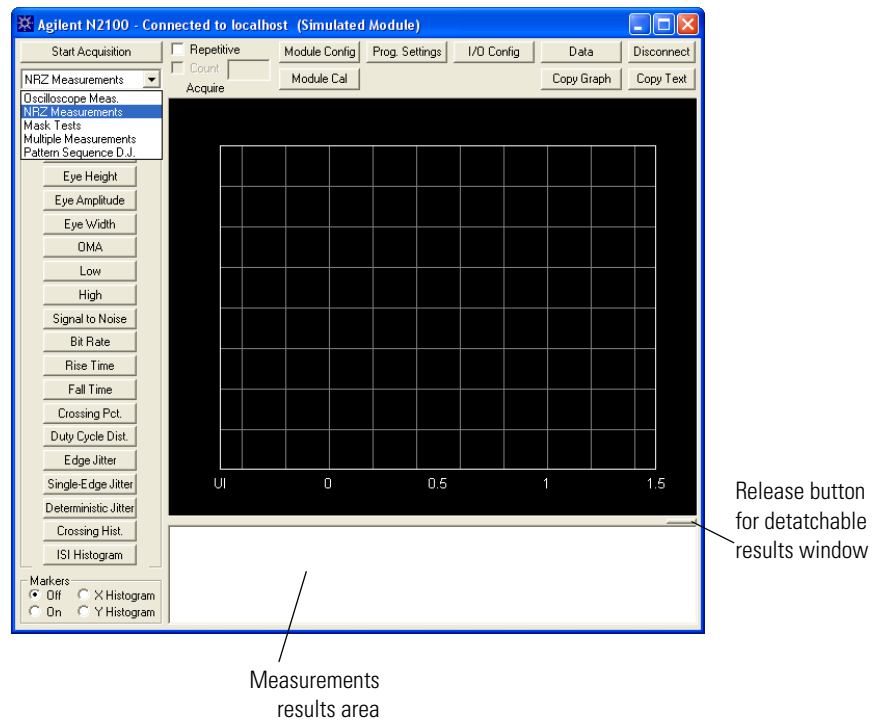 Agilent N2100 - Connected to localhost (Simulated Module)
Start Acquisition
Repetitive
Module Config
Prog. Settings
I/O Config
Data
Disconnect
NRZ Measurements
Count
Acquire
Module Cal
Copy Graph
Copy Text
Oscilloscope Meas.
NRZ Measurements
Mask Tests
Multiple Measurements
Pattern Sequence D.J.
Eye Height
Eye Amplitude
Eye Width
OMA
Low
High
Signal to Noise
Bit Rate
Rise Time
Fall Time
Crossing Pct.
Duty Cycle Dist.
Edge Jitter
Single-Edge Jitter
Deterministic Jitter
Crossing Hist.
ISI Histogram
UI 0 0.5 1 1.5
Markers
Off X Histogram
On Y Histogram
Release button
for detatchable
results window
Measurements
results area